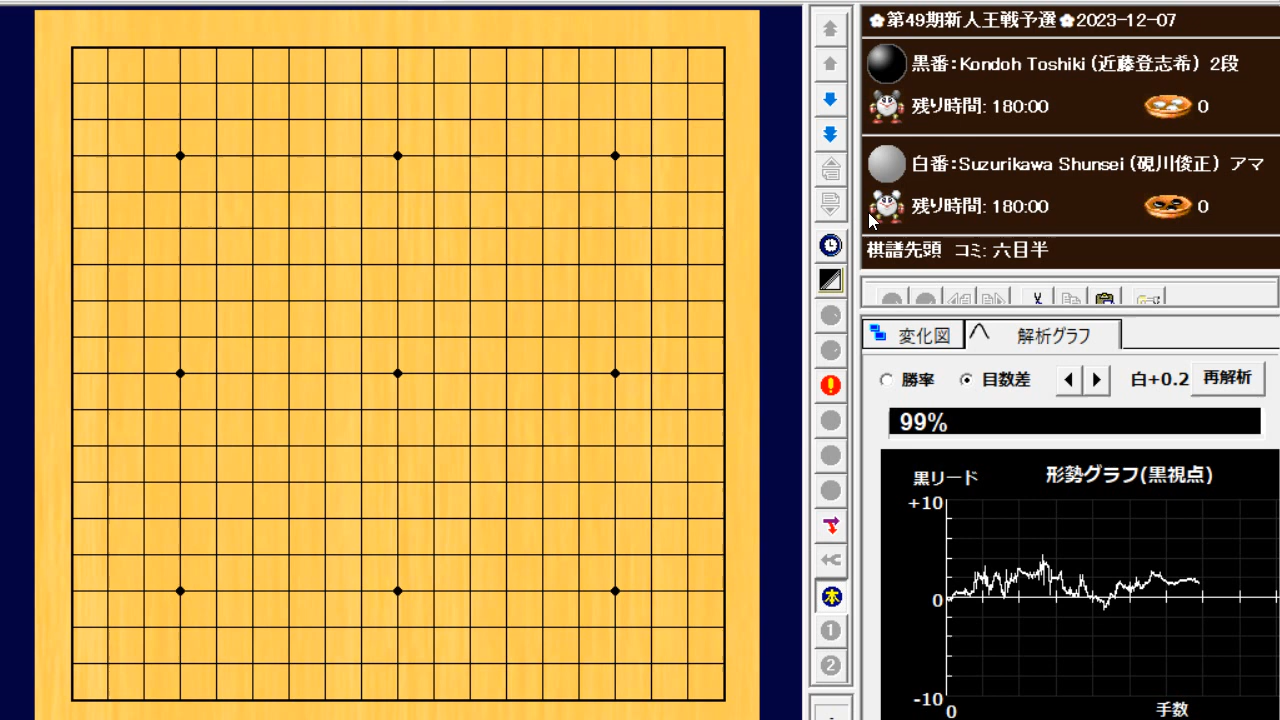 第49期新人王戦予選 2023-12-07
黒番：Kondoh Toshiki (近藤登志希) 2段
残り時間: 180:00 0
白番：Suzurikawa Shunsei (硯川俊正) アマ
残り時間: 180:00 0
棋譜先頭 コミ: 六目半
変化図 解析グラフ
勝率 目数差 白+0.2 再解析
99%
形勢グラフ(黒視点)
黒リード
+10
0
-10
0 手数
本
1
2